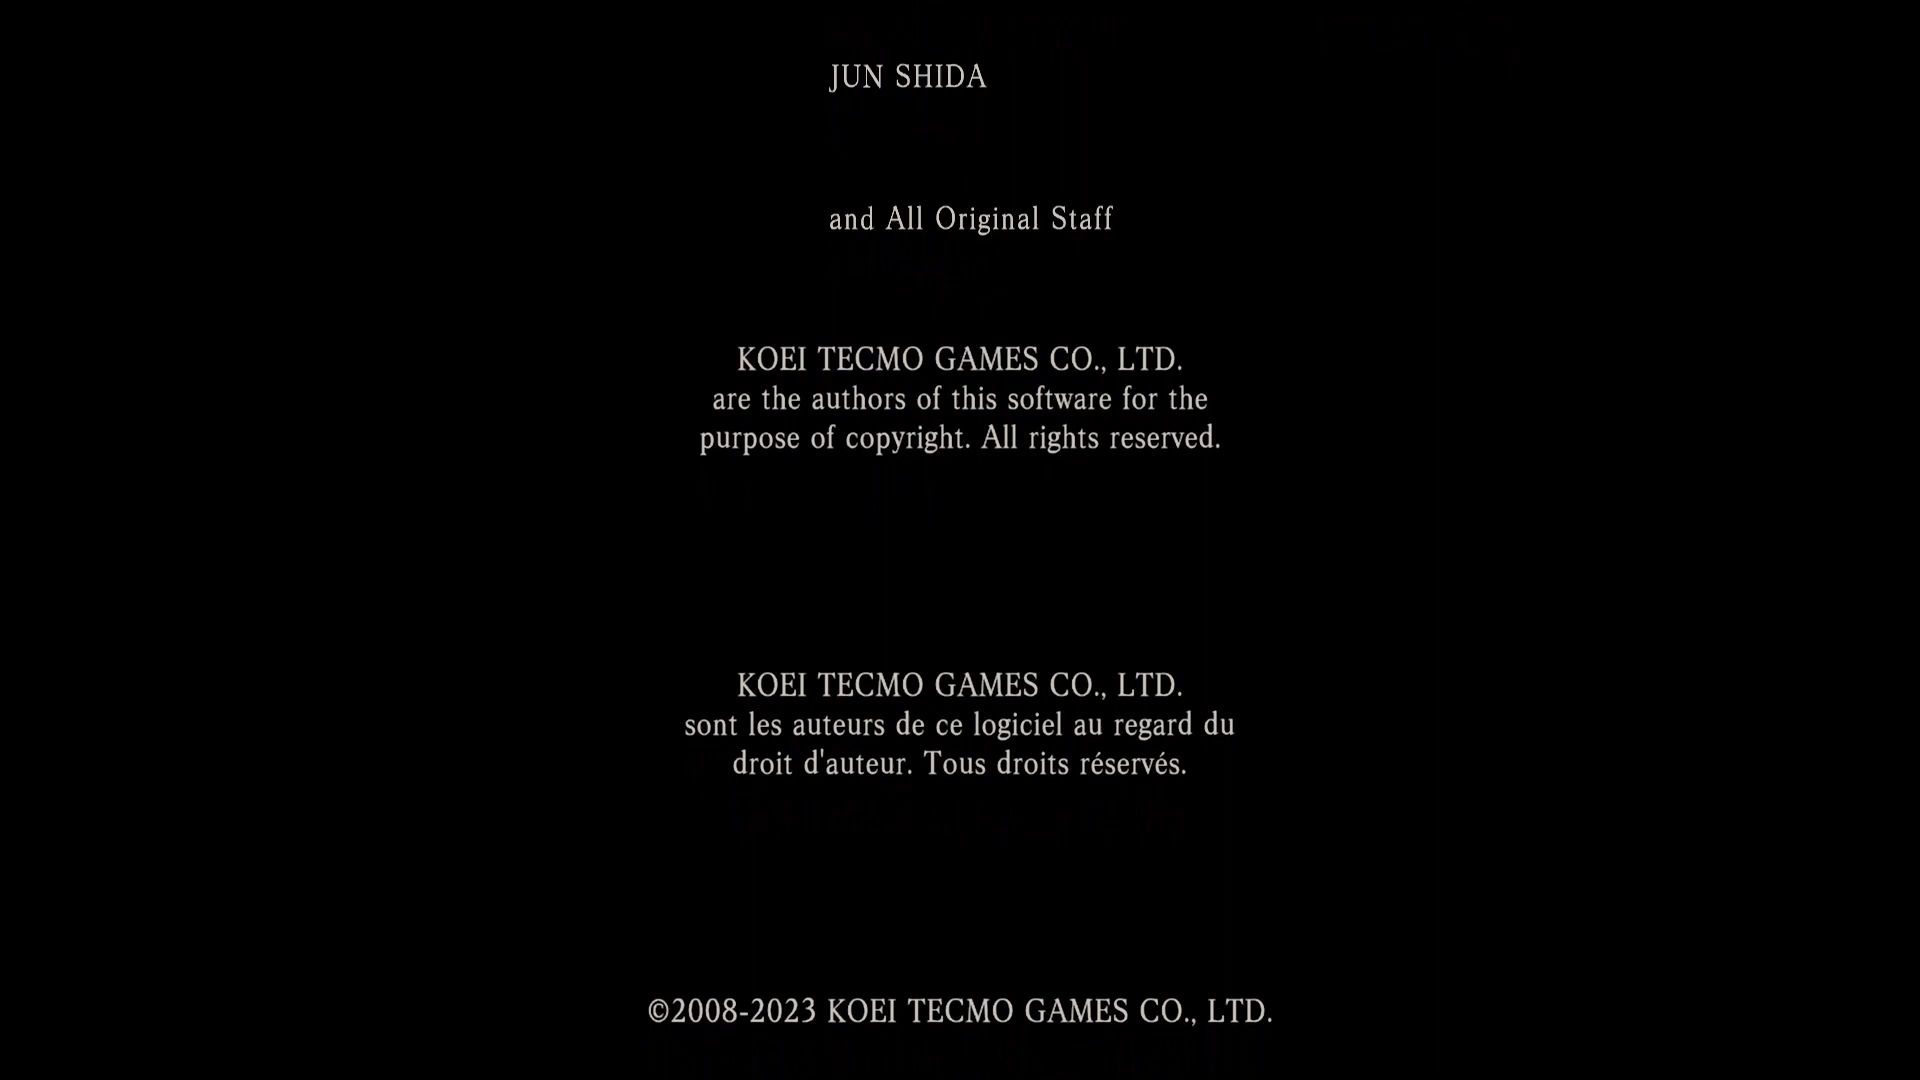 JUN SHIDA
and All Original Staff
KOEI TECMO GAMES CO., LTD.
are the authors of this software for the
purpose of copyright. All rights reserved.
KOEI TECMO GAMES CO., LTD.
sont les auteurs de ce logiciel au regard du
droit d'auteur. Tous droits réservés.
©2008-2023 KOEI TECMO GAMES CO., LTD.